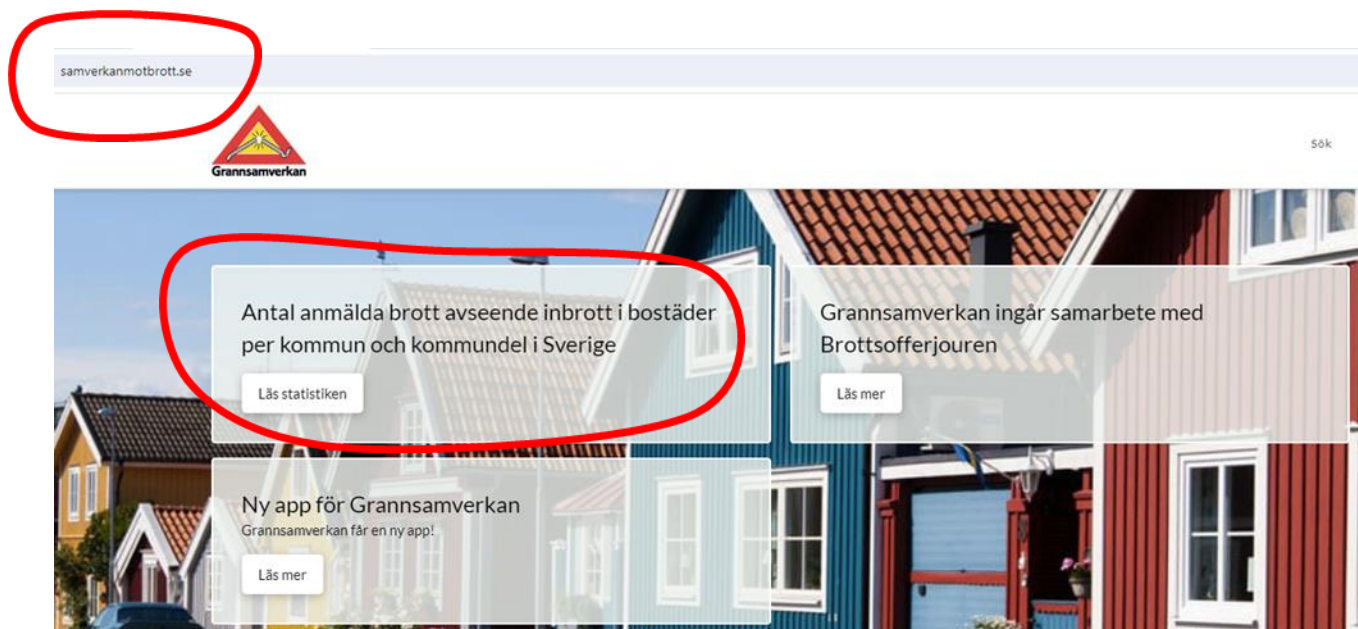 samverkanmotbrott.se
Grannsamverkan
Sök
Antal anmälda brott avseende inbrott i bostäder
per kommun och kommundel i Sverige
Läs statistiken
Grannsamverkan ingår samarbete med
Brottsofferjouren
Läs mer
Ny app för Grannsamverkan
Grannsamverkan får en ny app!
Läs mer